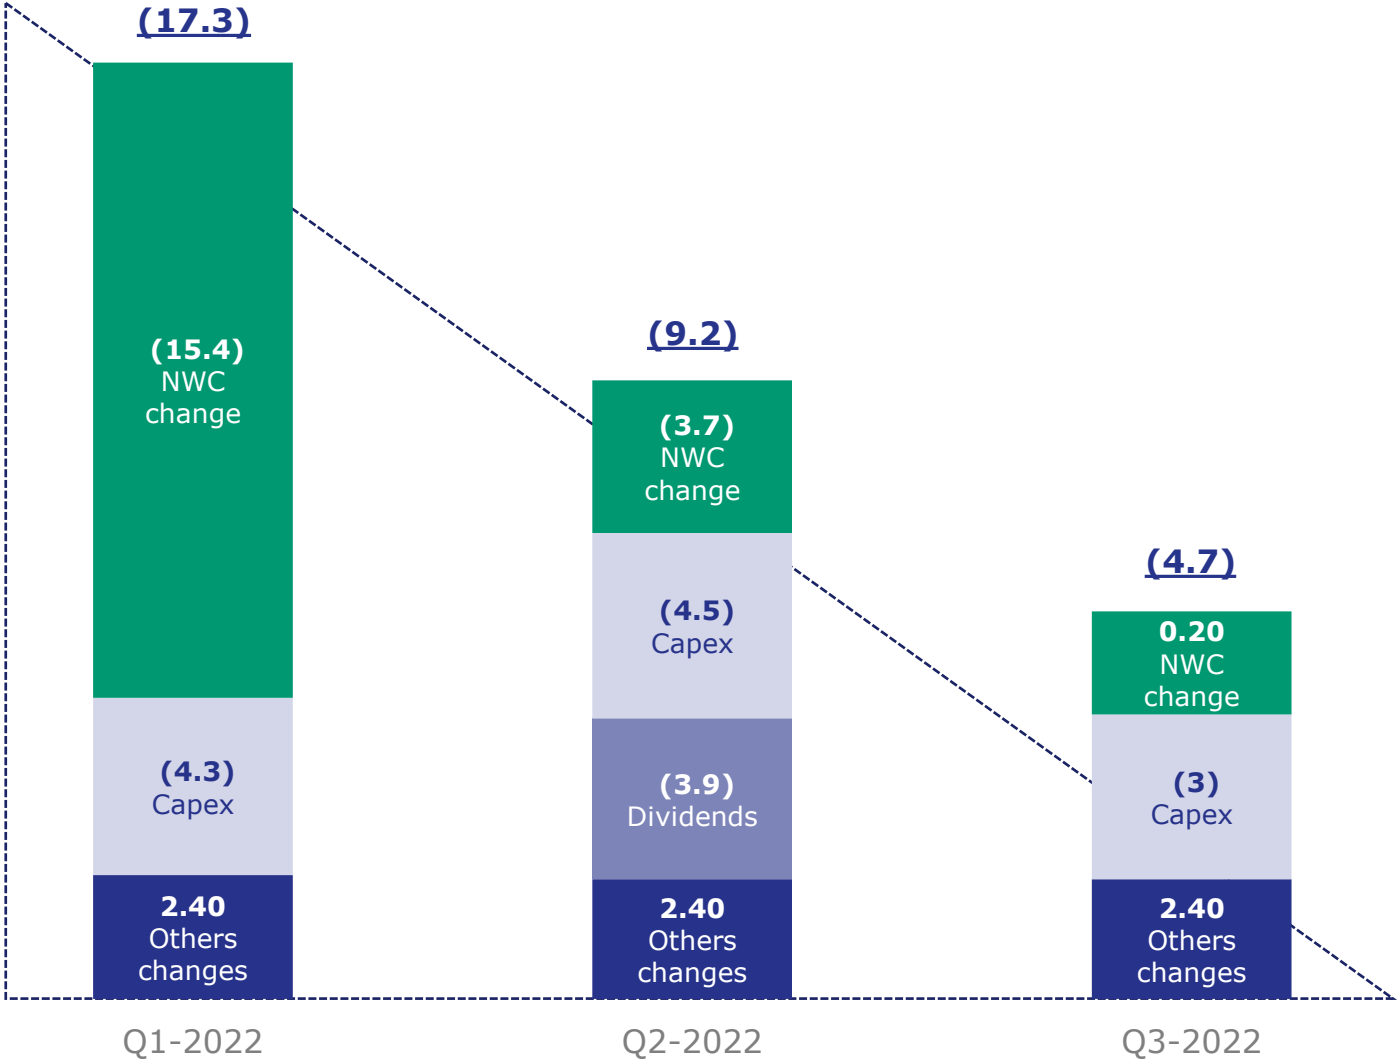 (17.3)
(15.4)
NWC
change
(4.3)
Capex
2.40
Others
changes
Q1-2022
(9.2)
(3.7)
NWC
change
(4.5)
Capex
(3.9)
Dividends
2.40
Others
changes
Q2-2022
(4.7)
0.20
NWC
change
(3)
Capex
2.40
Others
changes
Q3-2022